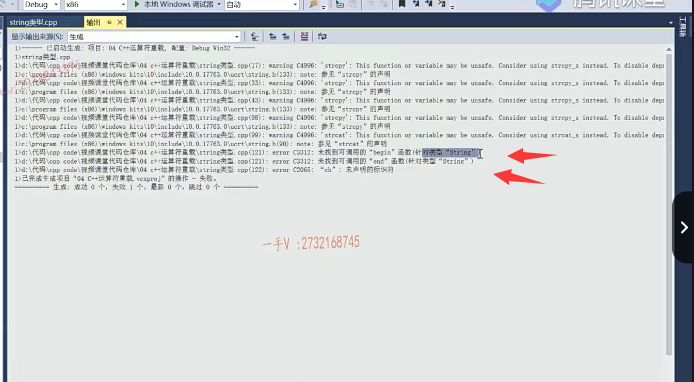 Debug x86 本地 Windows 调试器 自动
string类型.cpp 输出
显示输出来源(S): 生成
1>------ 已启动生成: 项目: 04 C++运算符重载, 配置: Debug Win32 ------
1>string类型.cpp
1>d:\代码\cpp code\视频课堂代码仓库\04 c++运算符重载\string类型.cpp(17): warning C4996: 'strcpy': This function or variable may be unsafe. Consider using strcpy_s instead. To disable depr
1>c:\program files (x86)\windows kits\10\include\10.0.17763.0\ucrt\string.h(133): note: 参见“strcpy”的声明
1>d:\代码\cpp code\视频课堂代码仓库\04 c++运算符重载\string类型.cpp(33): warning C4996: 'strcpy': This function or variable may be unsafe. Consider using strcpy_s instead. To disable depr
1>c:\program files (x86)\windows kits\10\include\10.0.17763.0\ucrt\string.h(133): note: 参见“strcpy”的声明
1>d:\代码\cpp code\视频课堂代码仓库\04 c++运算符重载\string类型.cpp(43): warning C4996: 'strcpy': This function or variable may be unsafe. Consider using strcpy_s instead. To disable depr
1>c:\program files (x86)\windows kits\10\include\10.0.17763.0\ucrt\string.h(133): note: 参见“strcpy”的声明
1>d:\代码\cpp code\视频课堂代码仓库\04 c++运算符重载\string类型.cpp(98): warning C4996: 'strcpy': This function or variable may be unsafe. Consider using strcpy_s instead. To disable depr
1>c:\program files (x86)\windows kits\10\include\10.0.17763.0\ucrt\string.h(133): note: 参见“strcpy”的声明
1>d:\代码\cpp code\视频课堂代码仓库\04 c++运算符重载\string类型.cpp(99): warning C4996: 'strcat': This function or variable may be unsafe. Consider using strcat_s instead. To disable depr
1>c:\program files (x86)\windows kits\10\include\10.0.17763.0\ucrt\string.h(90): note: 参见“strcat”的声明
1>d:\代码\cpp code\视频课堂代码仓库\04 c++运算符重载\string类型.cpp(121): error C3312: 未找到可调用的“begin”函数(针对类型“String”)
1>d:\代码\cpp code\视频课堂代码仓库\04 c++运算符重载\string类型.cpp(121): error C3312: 未找到可调用的“end”函数(针对类型“String”)
1>d:\代码\cpp code\视频课堂代码仓库\04 c++运算符重载\string类型.cpp(122): error C2065: “ch”: 未声明的标识符
1>已完成生成项目“04 C++运算符重载.vcxproj”的操作 - 失败。
========== 生成: 成功 0 个，失败 1 个，最新 0 个，跳过 0 个 ==========
一手V :2732168745